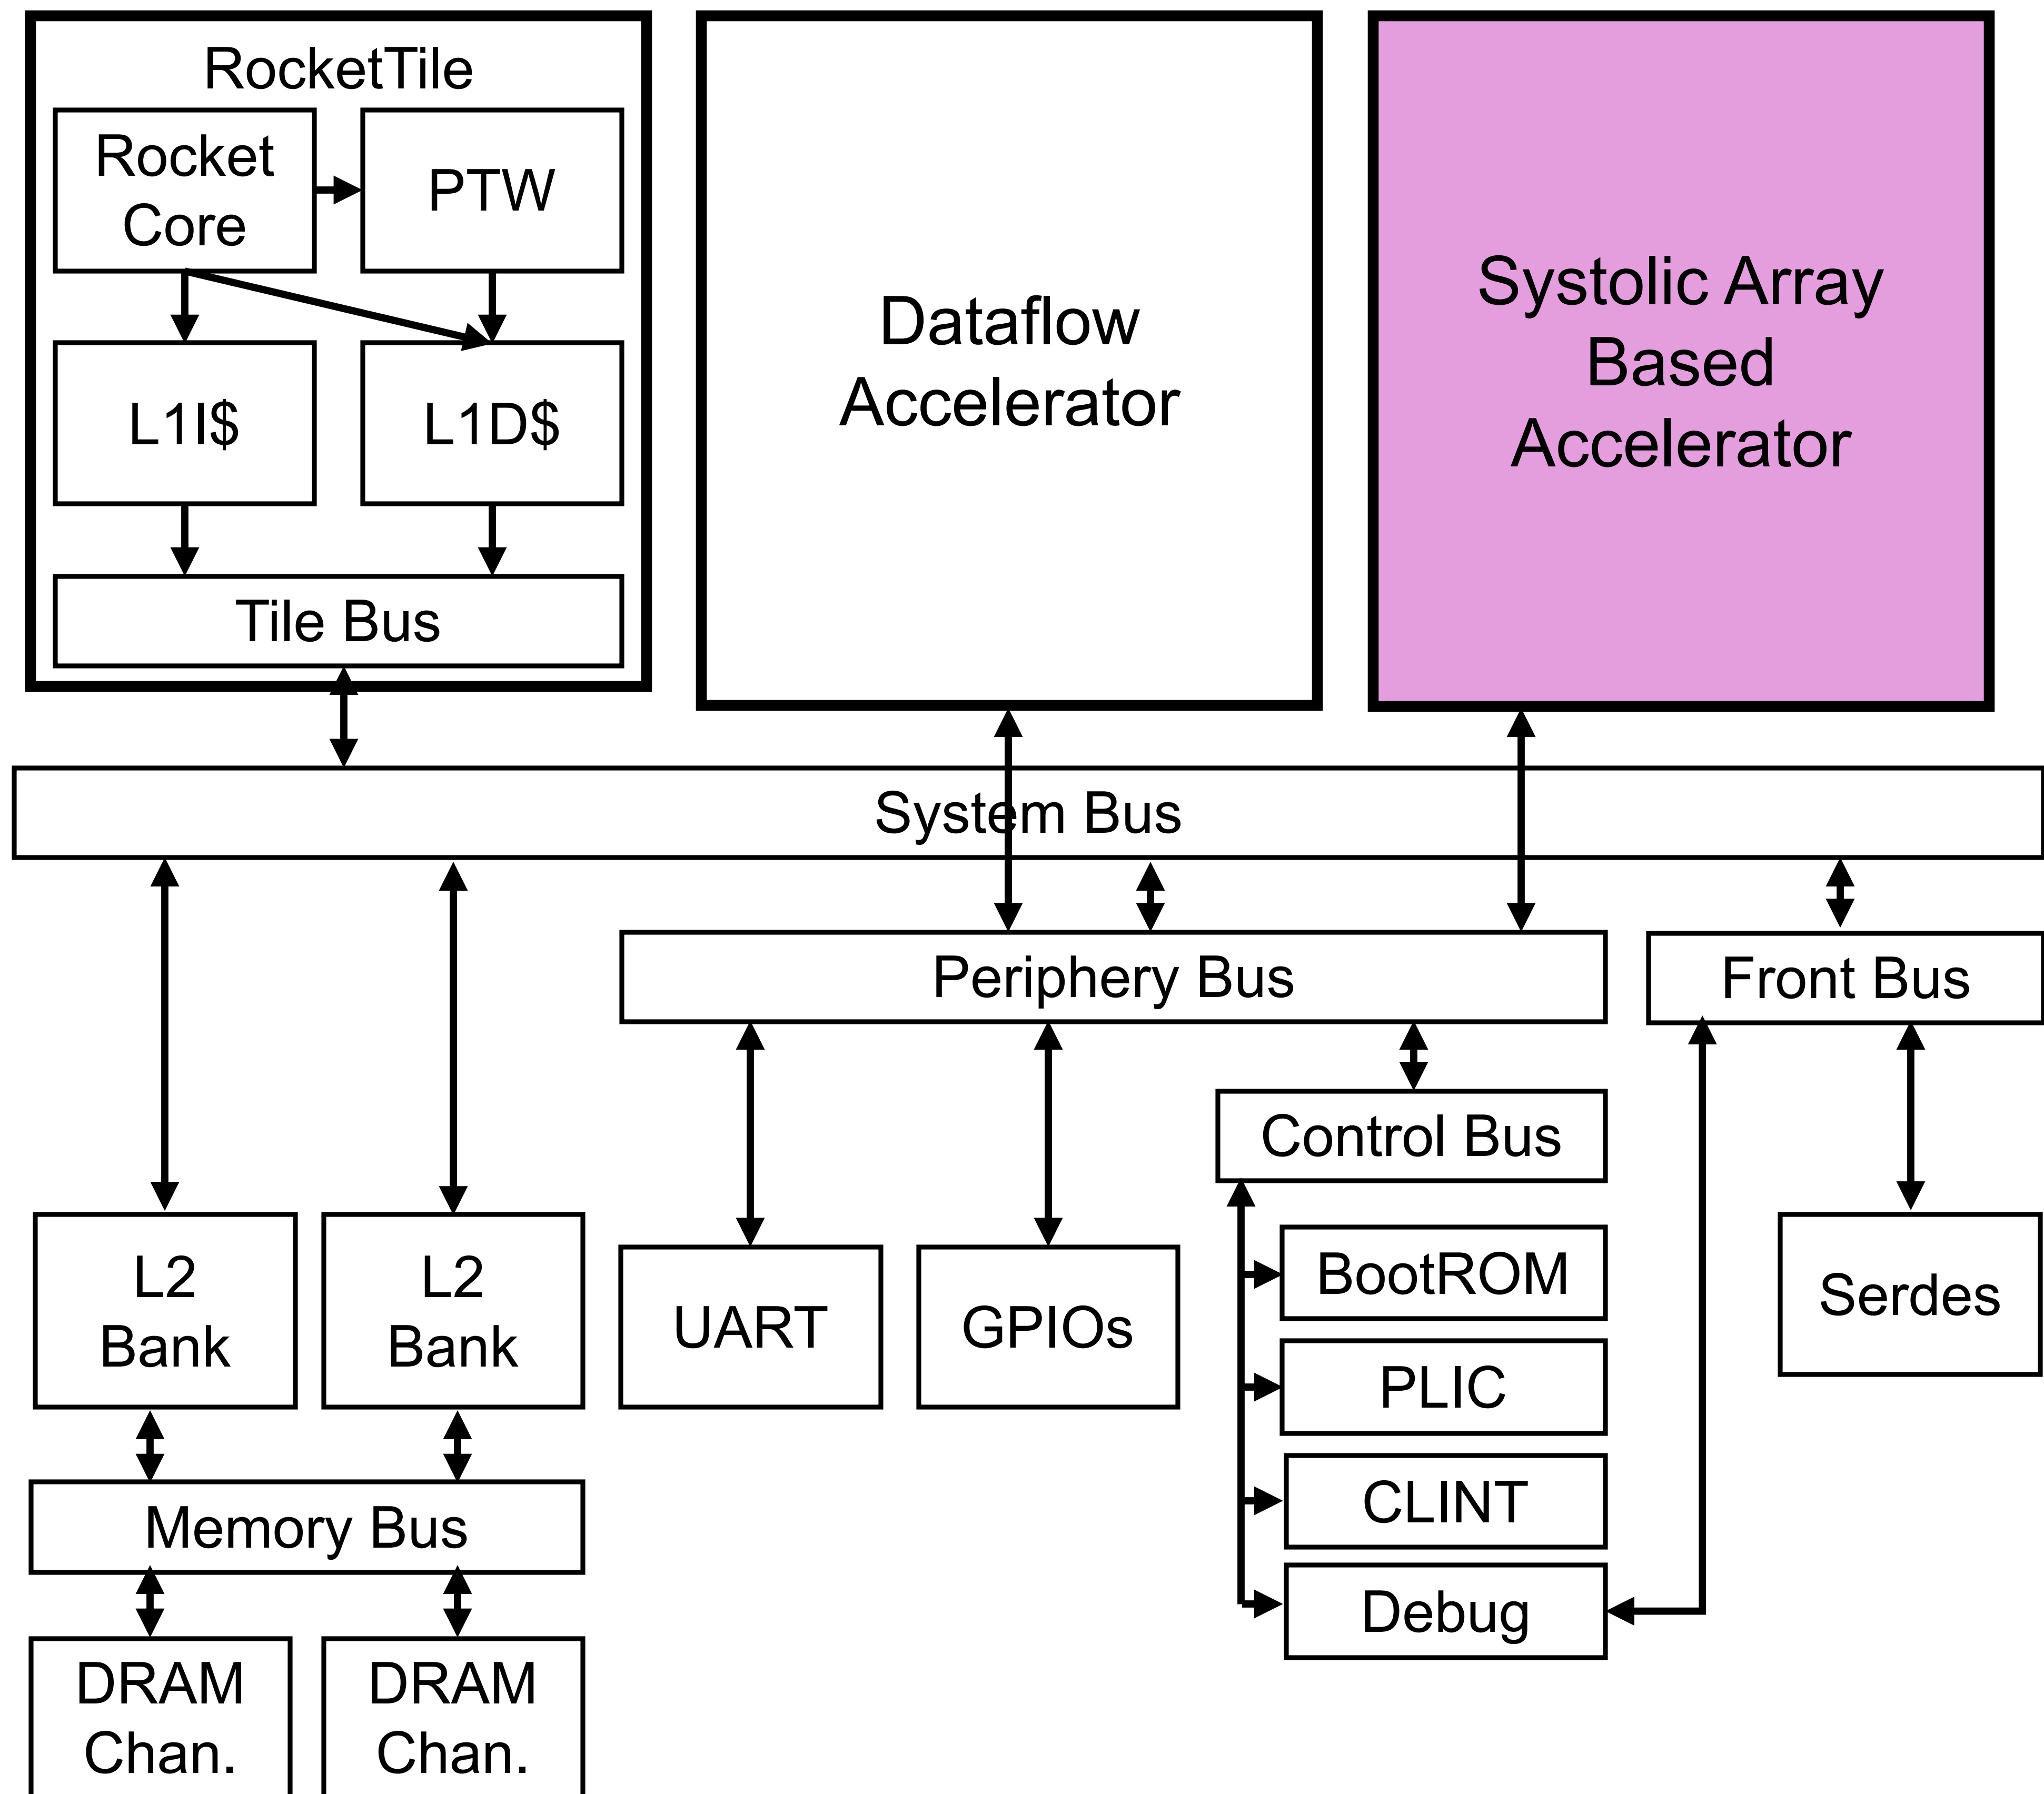 RocketTile
Rocket
Core
PTW
L1I$
L1D$
Tile Bus
Dataflow
Accelerator
Systolic Array
Based
Accelerator
System Bus
Periphery Bus
Front Bus
Control Bus
L2
Bank
L2
Bank
UART
GPIOs
BootROM
PLIC
CLINT
Debug
Serdes
Memory Bus
DRAM
Chan.
DRAM
Chan.